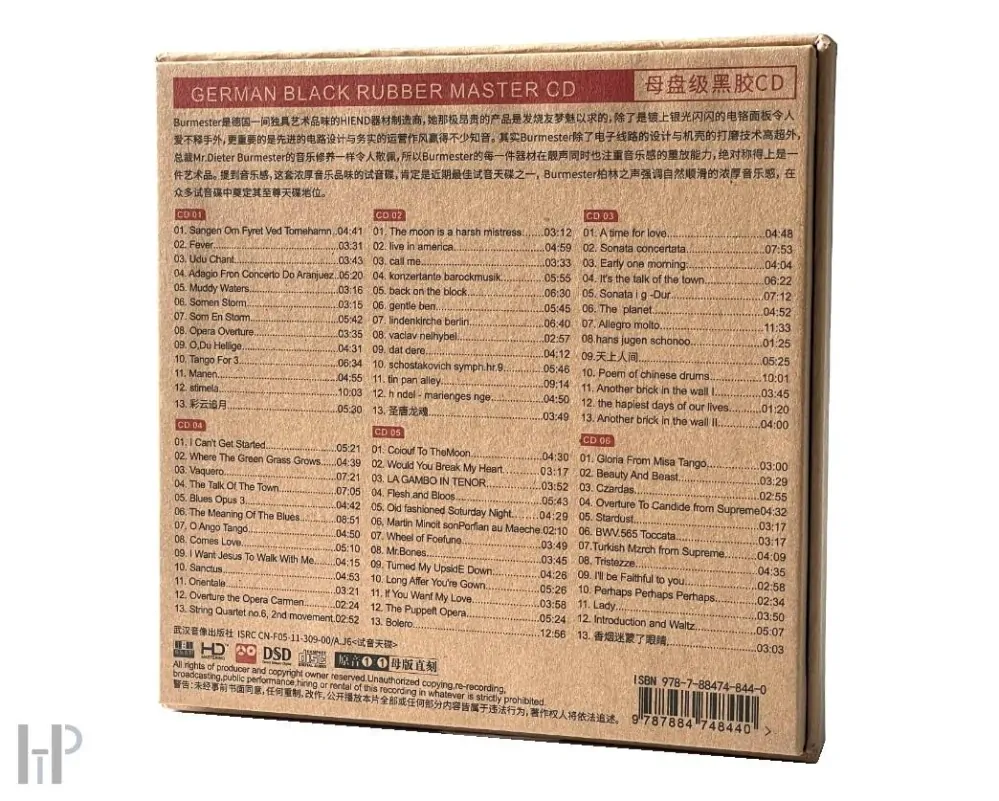 GERMAN BLACK RUBBER MASTER CD
母盘级黑胶CD
Burmester是德国一间独具艺术品味的HIEND器材制造商,她那极昂贵的产品是发烧友梦魅以求的,除了是镀上银光闪闪的电铬面板令人
爱不释手外,更重要的是先进的电路设计与务实的运营作风赢得不少知音。其实Burmester除了电子线路的设计与机壳的打磨技术高超外,
总裁Mr.Dieter Burmester的音乐修养一样令人敬佩,所以Burmester的每一件器材在靓声同时也注重音乐感的重放能力,绝对称得上是一
件艺术品。提到音乐感,这套浓厚音乐品味的试音碟,肯定是近期最佳试音天碟之一,Burmester柏林之声强调自然顺滑的浓厚音乐感,在
众多试音碟中奠定其至尊天碟地位。
CD 01
01. Sangen Om Fyret Ved Tomehamn..04:41
02. Fever 03:31
03. Udu Chant 03:43
04. Adagio Fron Concerto Do Aranjuez..05:20
05. Muddy Waters 03:16
06. Somen Storm 03:15
07. Som En Storm 05:42
08. Opera Overture 03:35
09. O,Du Hellige 04:31
10. Tango For 3 06:34
11. Manen 04:55
12. stimela 10:03
13. 彩云追月 05:30
CD 02
01. The moon is a harsh mistress 03:12
02. live in america 04:59
03. call me 03:33
04. konzertante barockmusik 05:55
05. back on the block 06:30
06. gentle ben 05:45
07. lindenkirche berlin 06:40
08. vaclav nelhybel 02:57
09. dat dere 04:12
10. schostakovich symph.hr.9 05:46
11. tin pan alley 09:14
12. h ndel - marienges nge 04:50
13. 圣唐龙魂 03:49
CD 03
01. A time for love 04:48
02. Sonata concertata 07:53
03. Early one morning 04:04
04. It's the talk of the town 06:22
05. Sonata i g -Dur 07:12
06. The planet 04:52
07. Allegro molto 11:33
08. hans jugen schonoo 01:25
09. 天上人间 05:25
10. Poem of chinese drums 10:01
11. Another brick in the wall I 03:45
12. the hapiest days of our lives 01:20
13. Another brick in the wall II 04:00
CD 04
01. I Can't Get Started 05:21
02. Where The Green Grass Grows 04:39
03. Vaquero 07:21
04. The Talk Of The Town 07:05
05. Blues Opus 3 04:42
06. The Meaning Of The Blues 08:51
07. O Ango Tango 04:50
08. Comes Love 05:10
09. I Want Jesus To Walk With Me 04:15
10. Sanctus 04:53
11. Orientale 03:21
12. Overture the Opera Carmen 02:24
13. String Quartet no.6, 2nd movement.02:52
CD 05
01. Colouf To TheMoon 04:30
02. Would You Break My Heart 03:17
03. LA GAMBO IN TENOR 03:52
04. Flesh and Bloos 05:43
05. Old fashioned Soturday Night 04:29
06. Martin Minoit sonPorfian au Maeche.02:10
07. Wheel of Foefune 03:49
08. Mr.Bones 03:45
09. Turned My UpsidE Down 04:26
10. Long Affer You're Gown 05:26
11. If You Wanf My Love 03:58
12. The Puppeft Opera 05:24
13. Bolero 12:56
CD 06
01. Gloria From Misa Tango 03:00
02. Beauty And Beast 03:29
03. Czardas 02:55
04. Overture To Candide from Supreme04:32
05. Stardust 03:17
06. BWV.565 Toccata 03:17
07.Turkish Mzrch from Supreme 04:09
08. Tristezze 04:35
09. I'll be Faithful to you 02:58
10. Perhaps Perhaps Perhaps 02:34
11. Lady 03:50
12. Introduction and Waltz 05:07
13. 香烟迷蒙了眼睛 03:03
武汉音像出版社 ISRC CN-F05-11-309-00/A.J6<试音天碟>
HD DSD 原音1:1母版直刻
All rights of producer and copyright owner reserved.Unauthorized copying,re-recording,
broadcasting,public performance,hiring or rental of this recording in whatever is strictly prohibited.
警告:未经事前书面同意,任何重制,改作,公开播放本片全部或任何部分内容皆属于违法行为,著作权人将依法追述。
ISBN 978-7-88474-844-0
9 787884 748440 >
HTP